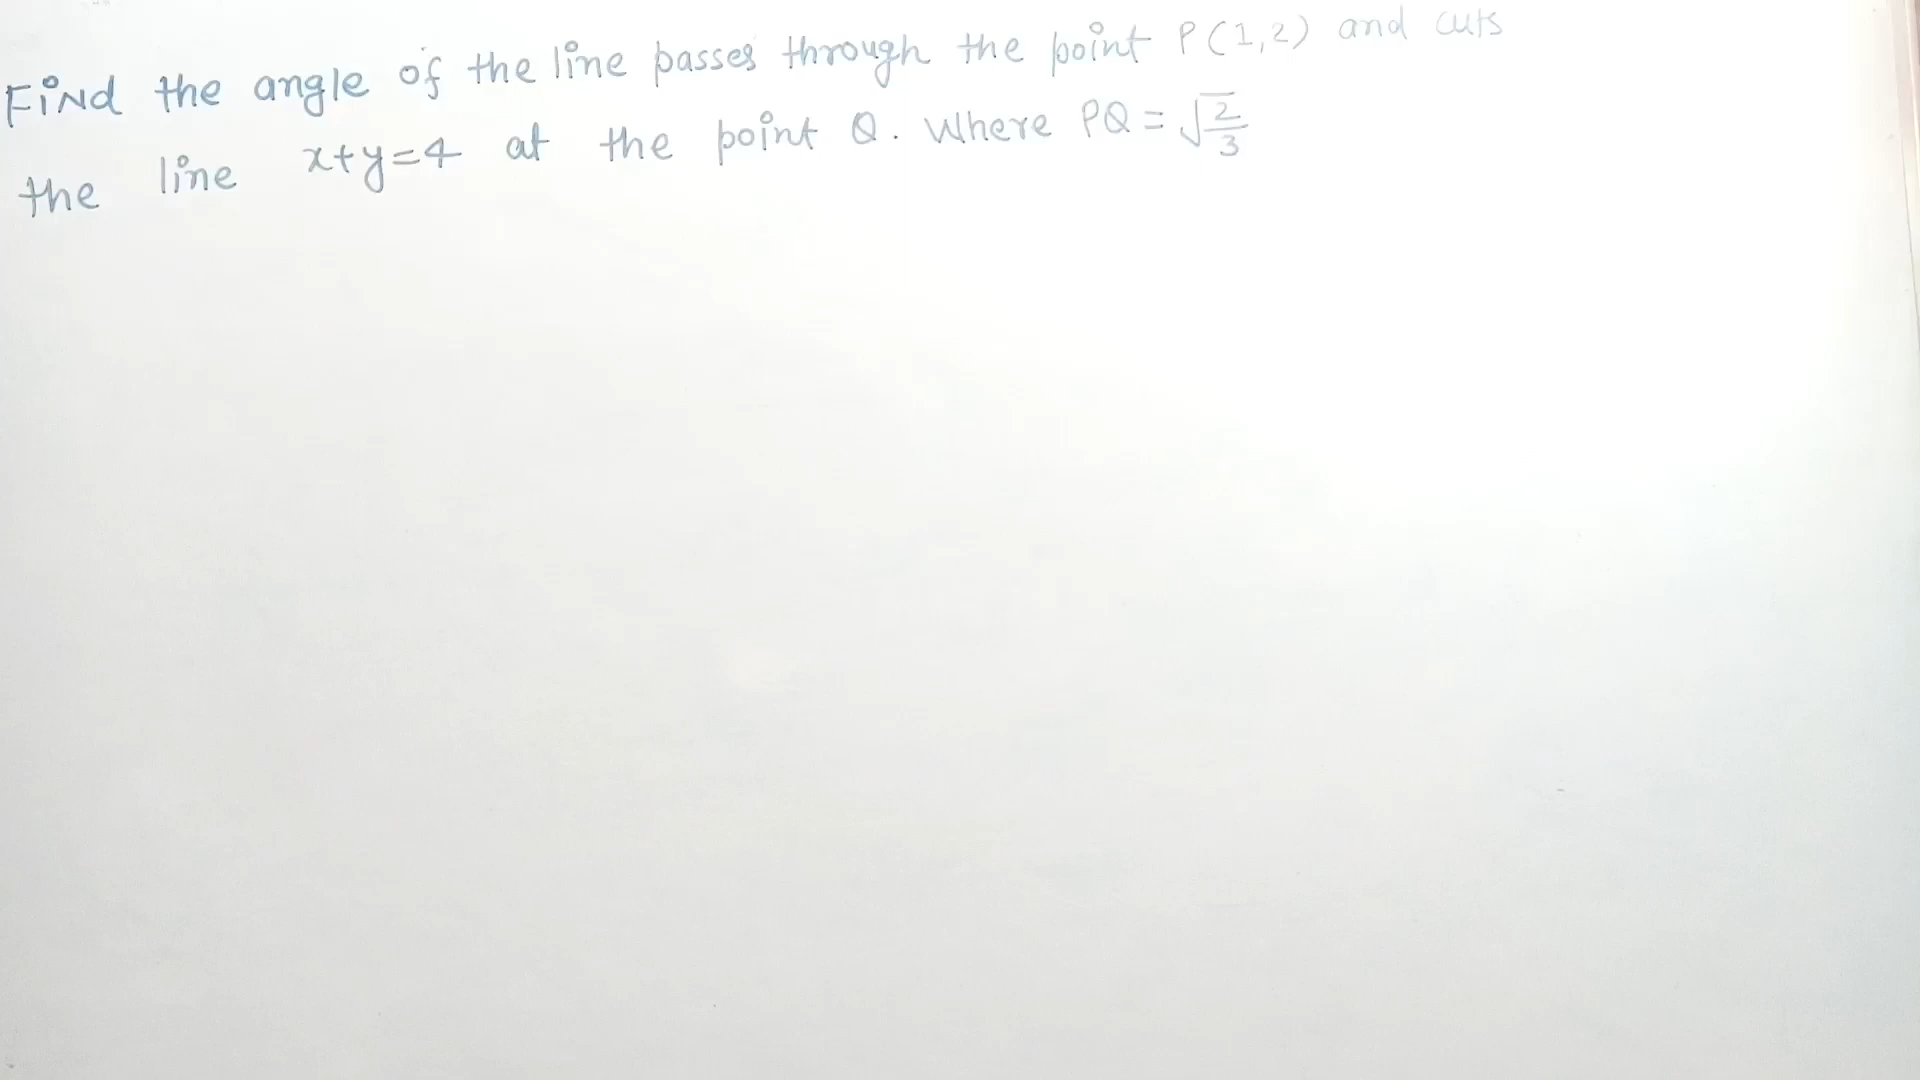 Find the angle of the line passes through the point P(1,2) and cuts
the line x+y=4 at the point Q. Where PQ = √2/3